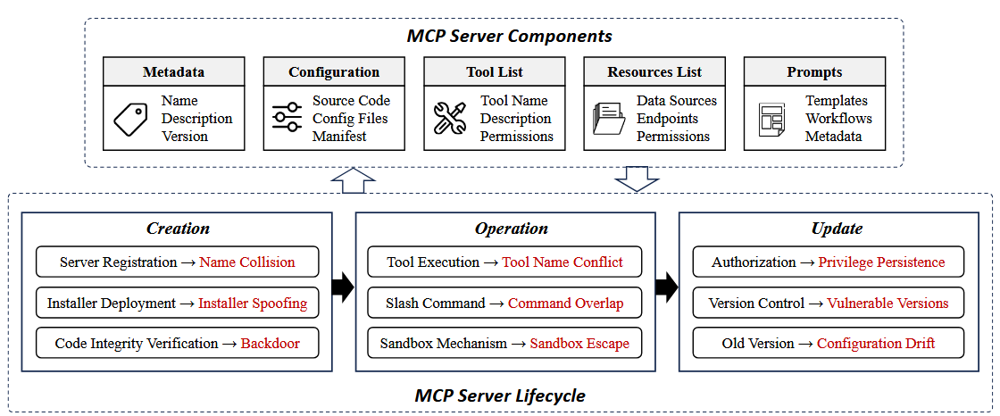 MCP Server Components
Metadata
Name
Description
Version
Configuration
Source Code
Config Files
Manifest
Tool List
Tool Name
Description
Permissions
Resources List
Data Sources
Endpoints
Permissions
Prompts
Templates
Workflows
Metadata
Creation
Server Registration → Name Collision
Installer Deployment → Installer Spoofing
Code Integrity Verification → Backdoor
Operation
Tool Execution → Tool Name Conflict
Slash Command → Command Overlap
Sandbox Mechanism → Sandbox Escape
Update
Authorization → Privilege Persistence
Version Control → Vulnerable Versions
Old Version → Configuration Drift
MCP Server Lifecycle